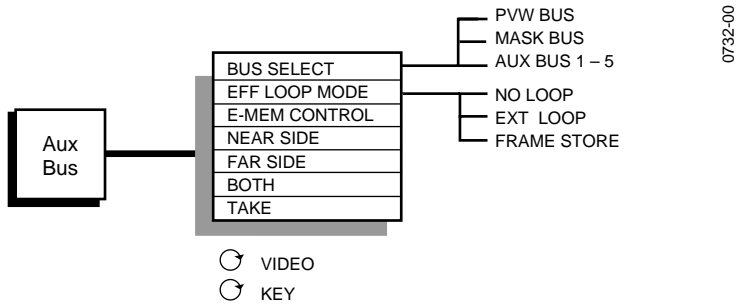 Aux
Bus
BUS SELECT
EFF LOOP MODE
E-MEM CONTROL
NEAR SIDE
FAR SIDE
BOTH
TAKE
PVW BUS
MASK BUS
AUX BUS 1 – 5
NO LOOP
EXT LOOP
FRAME STORE
VIDEO
KEY
0732-00